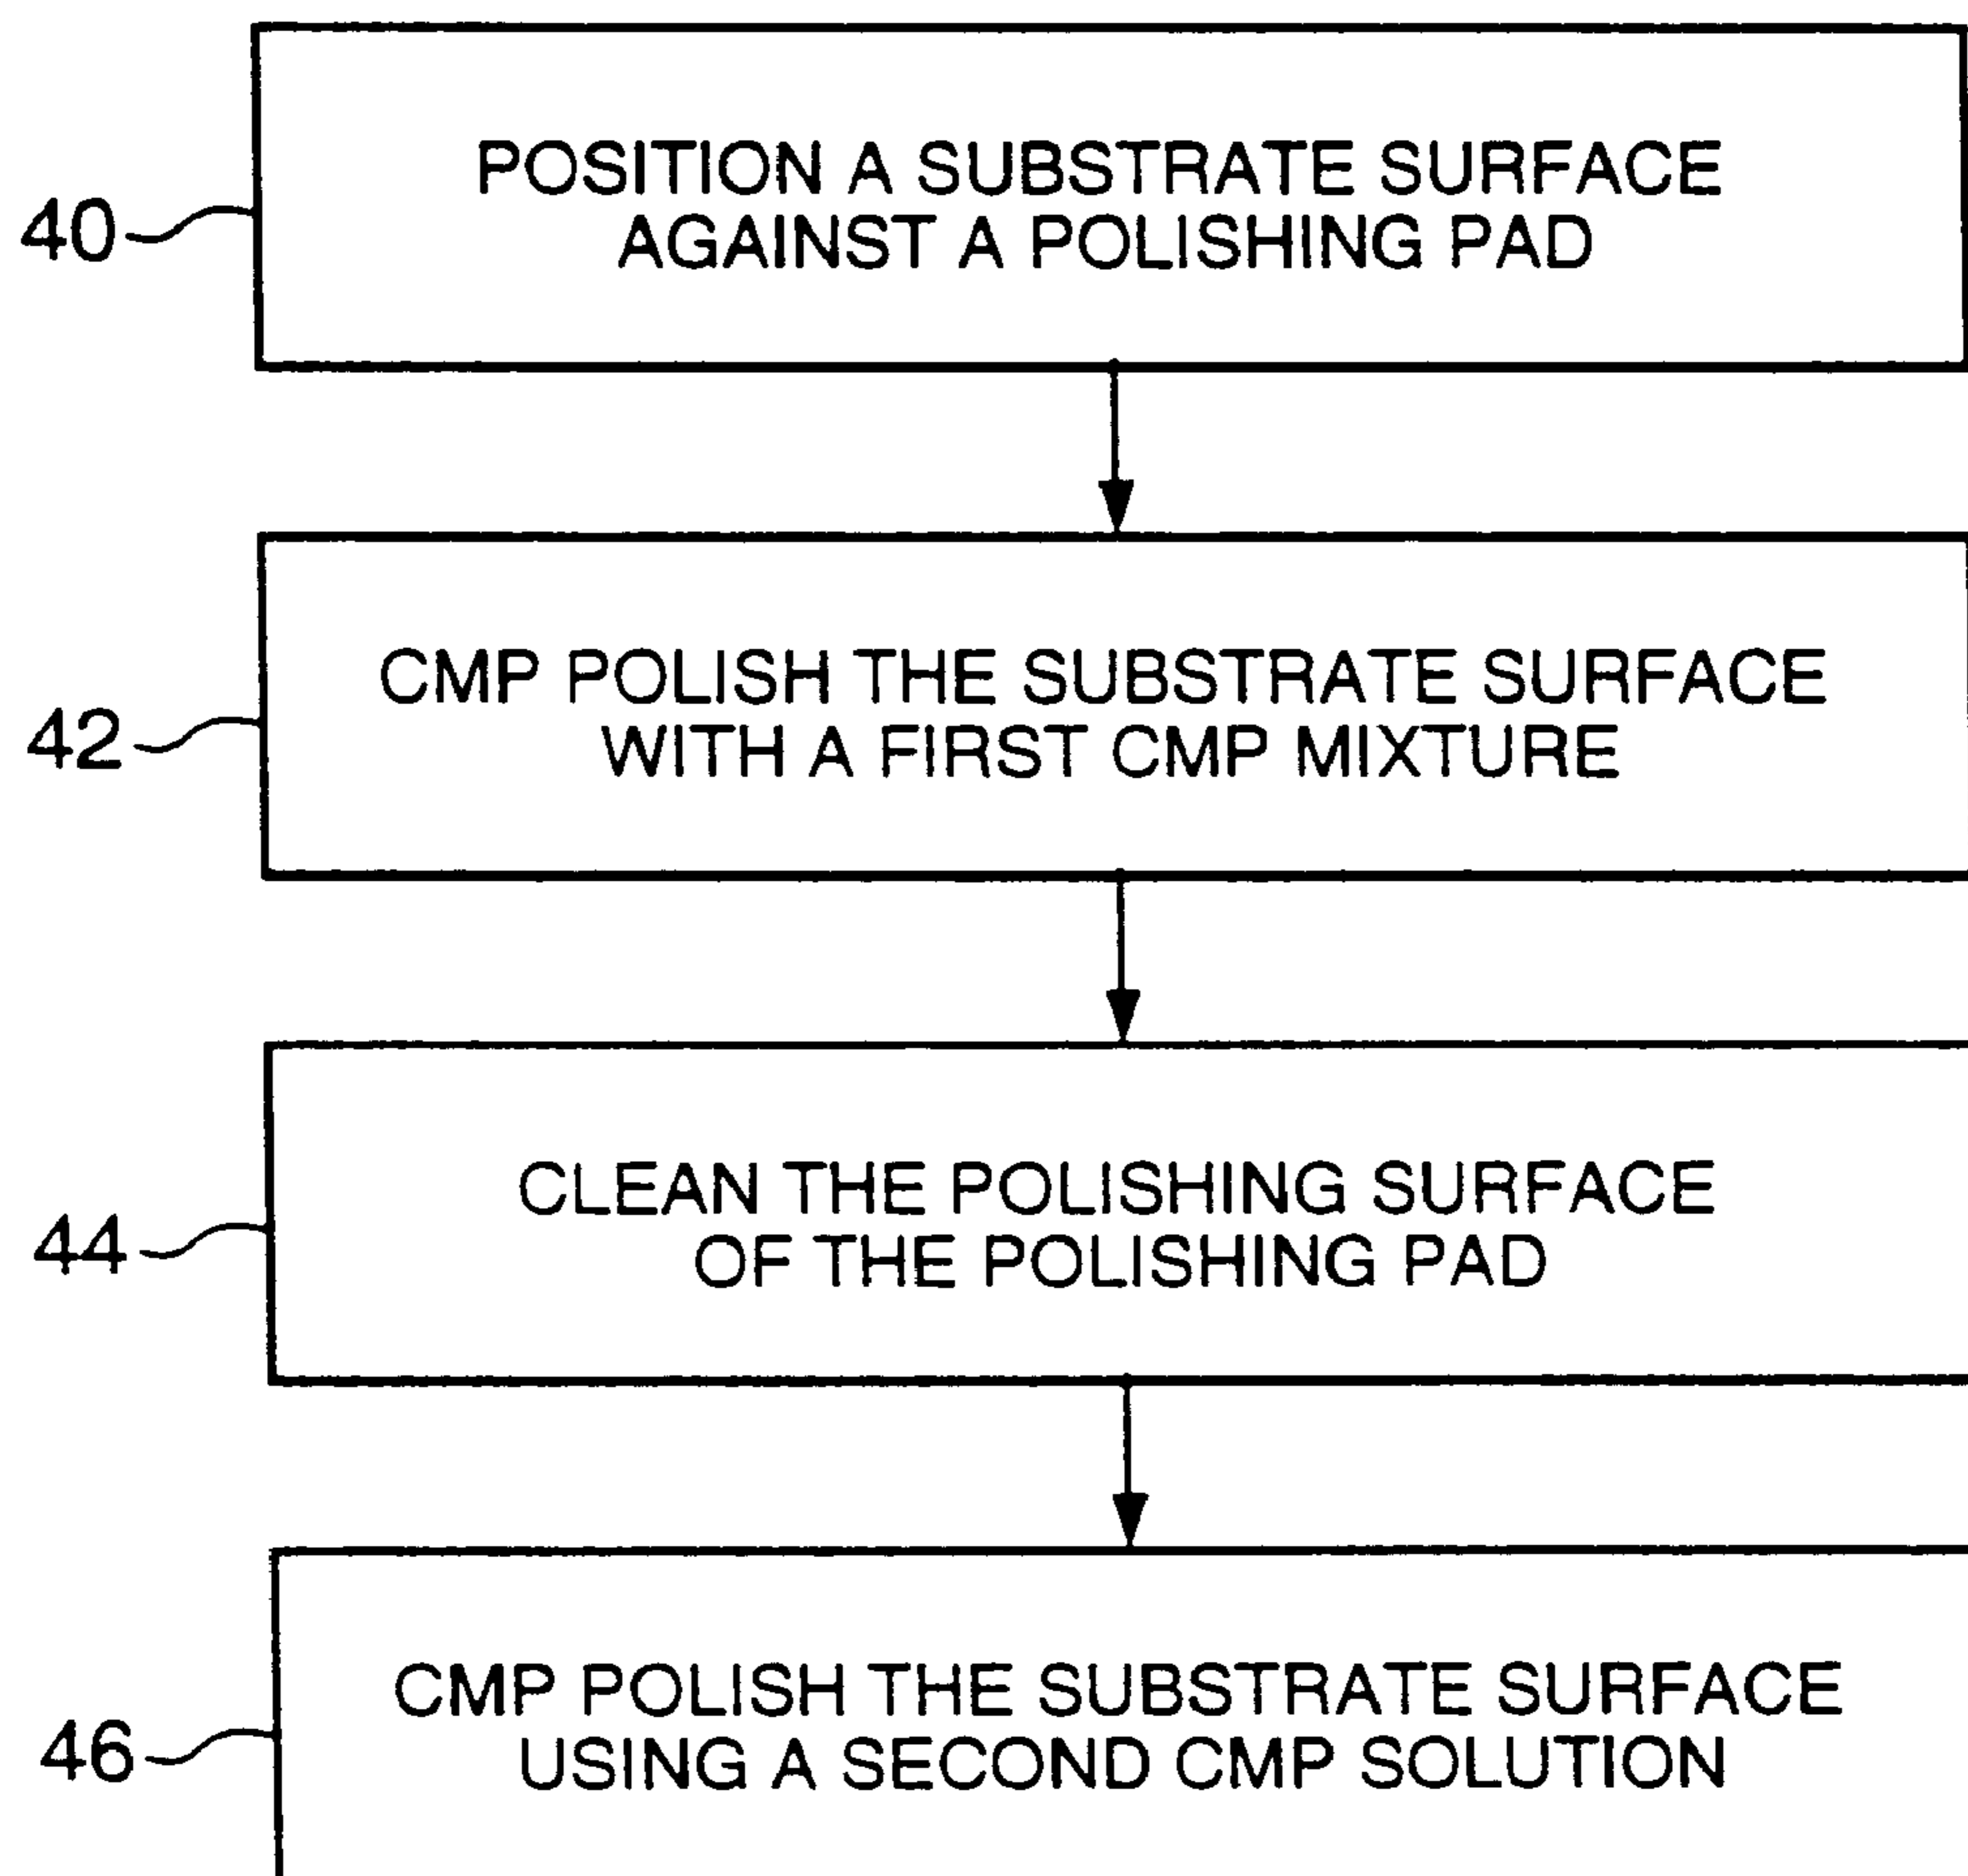 POSITION A SUBSTRATE SURFACE
AGAINST A POLISHING PAD
40
CMP POLISH THE SUBSTRATE SURFACE
WITH A FIRST CMP MIXTURE
42
CLEAN THE POLISHING SURFACE
OF THE POLISHING PAD
44
CMP POLISH THE SUBSTRATE SURFACE
USING A SECOND CMP SOLUTION
46